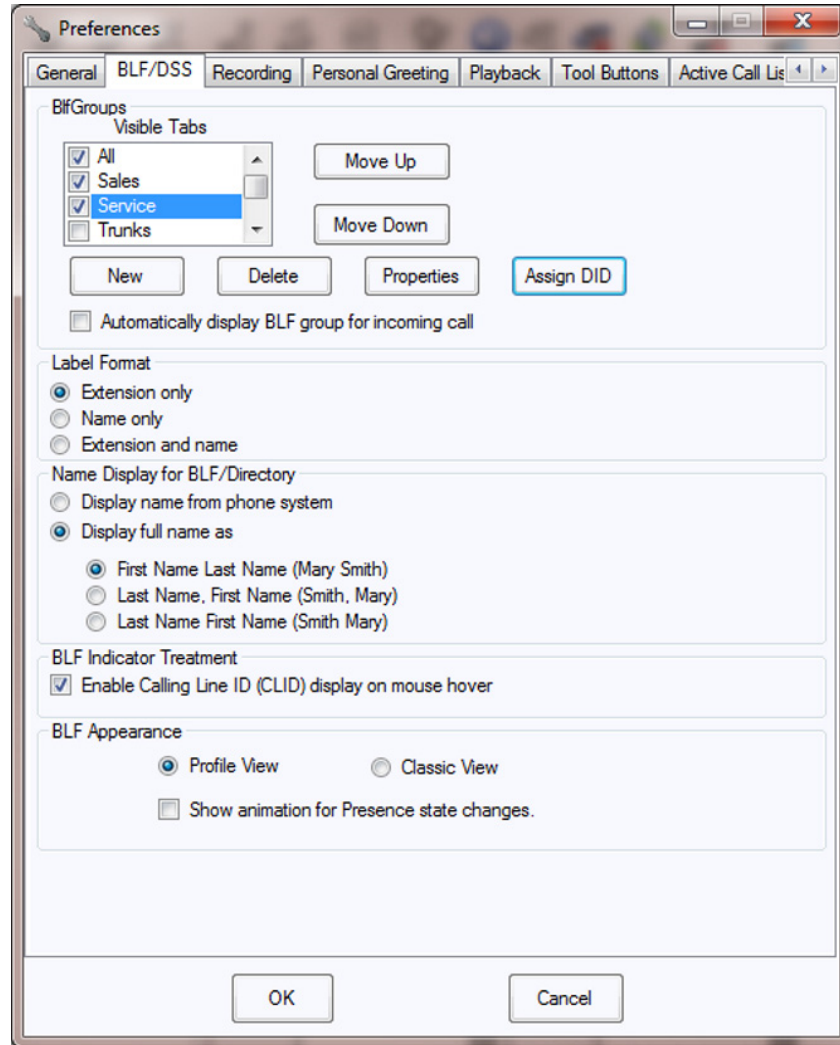 Preferences
General BLF/DSS Recording Personal Greeting Playback Tool Buttons Active Call Lis
BlfGroups
Visible Tabs
All
Sales
Service
Trunks
Move Up
Move Down
New Delete Properties Assign DID
Automatically display BLF group for incoming call
Label Format
Extension only
Name only
Extension and name
Name Display for BLF/Directory
Display name from phone system
Display full name as
First Name Last Name (Mary Smith)
Last Name, First Name (Smith, Mary)
Last Name First Name (Smith Mary)
BLF Indicator Treatment
Enable Calling Line ID (CLID) display on mouse hover
BLF Appearance
Profile View Classic View
Show animation for Presence state changes.
OK Cancel